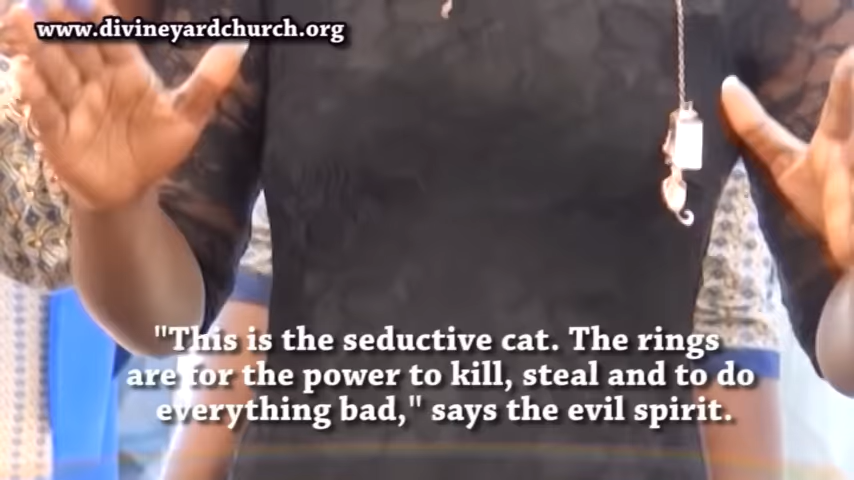 www.divineyardchurch.org
"This is the seductive cat. The rings
are for the power to kill, steal and to do
everything bad," says the evil spirit.